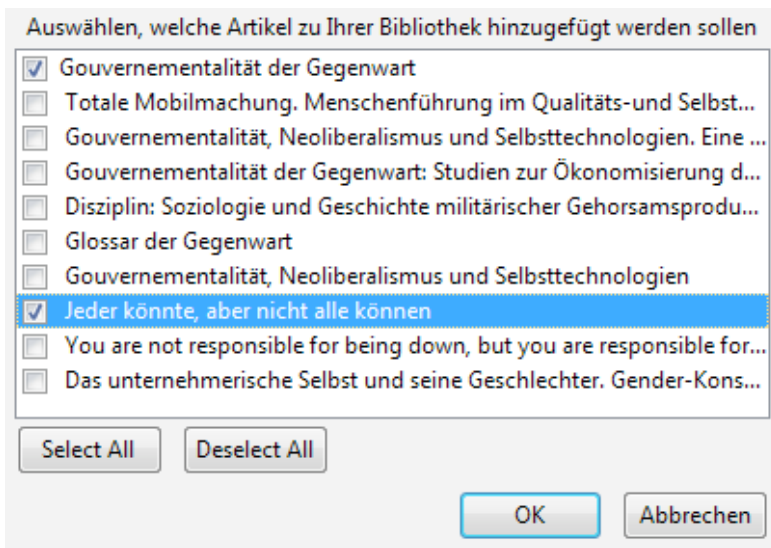 Auswählen, welche Artikel zu Ihrer Bibliothek hinzugefügt werden sollen
Gouvernementalität der Gegenwart
Totale Mobilmachung. Menschenführung im Qualitäts-und Selbst...
Gouvernementalität, Neoliberalismus und Selbsttechnologien. Eine ...
Gouvernementalität der Gegenwart: Studien zur Ökonomisierung d...
Disziplin: Soziologie und Geschichte militärischer Gehorsamsprodu...
Glossar der Gegenwart
Gouvernementalität, Neoliberalismus und Selbsttechnologien
Jeder könnte, aber nicht alle können
You are not responsible for being down, but you are responsible for...
Das unternehmerische Selbst und seine Geschlechter. Gender-Kons...
Select All Deselect All
OK Abbrechen